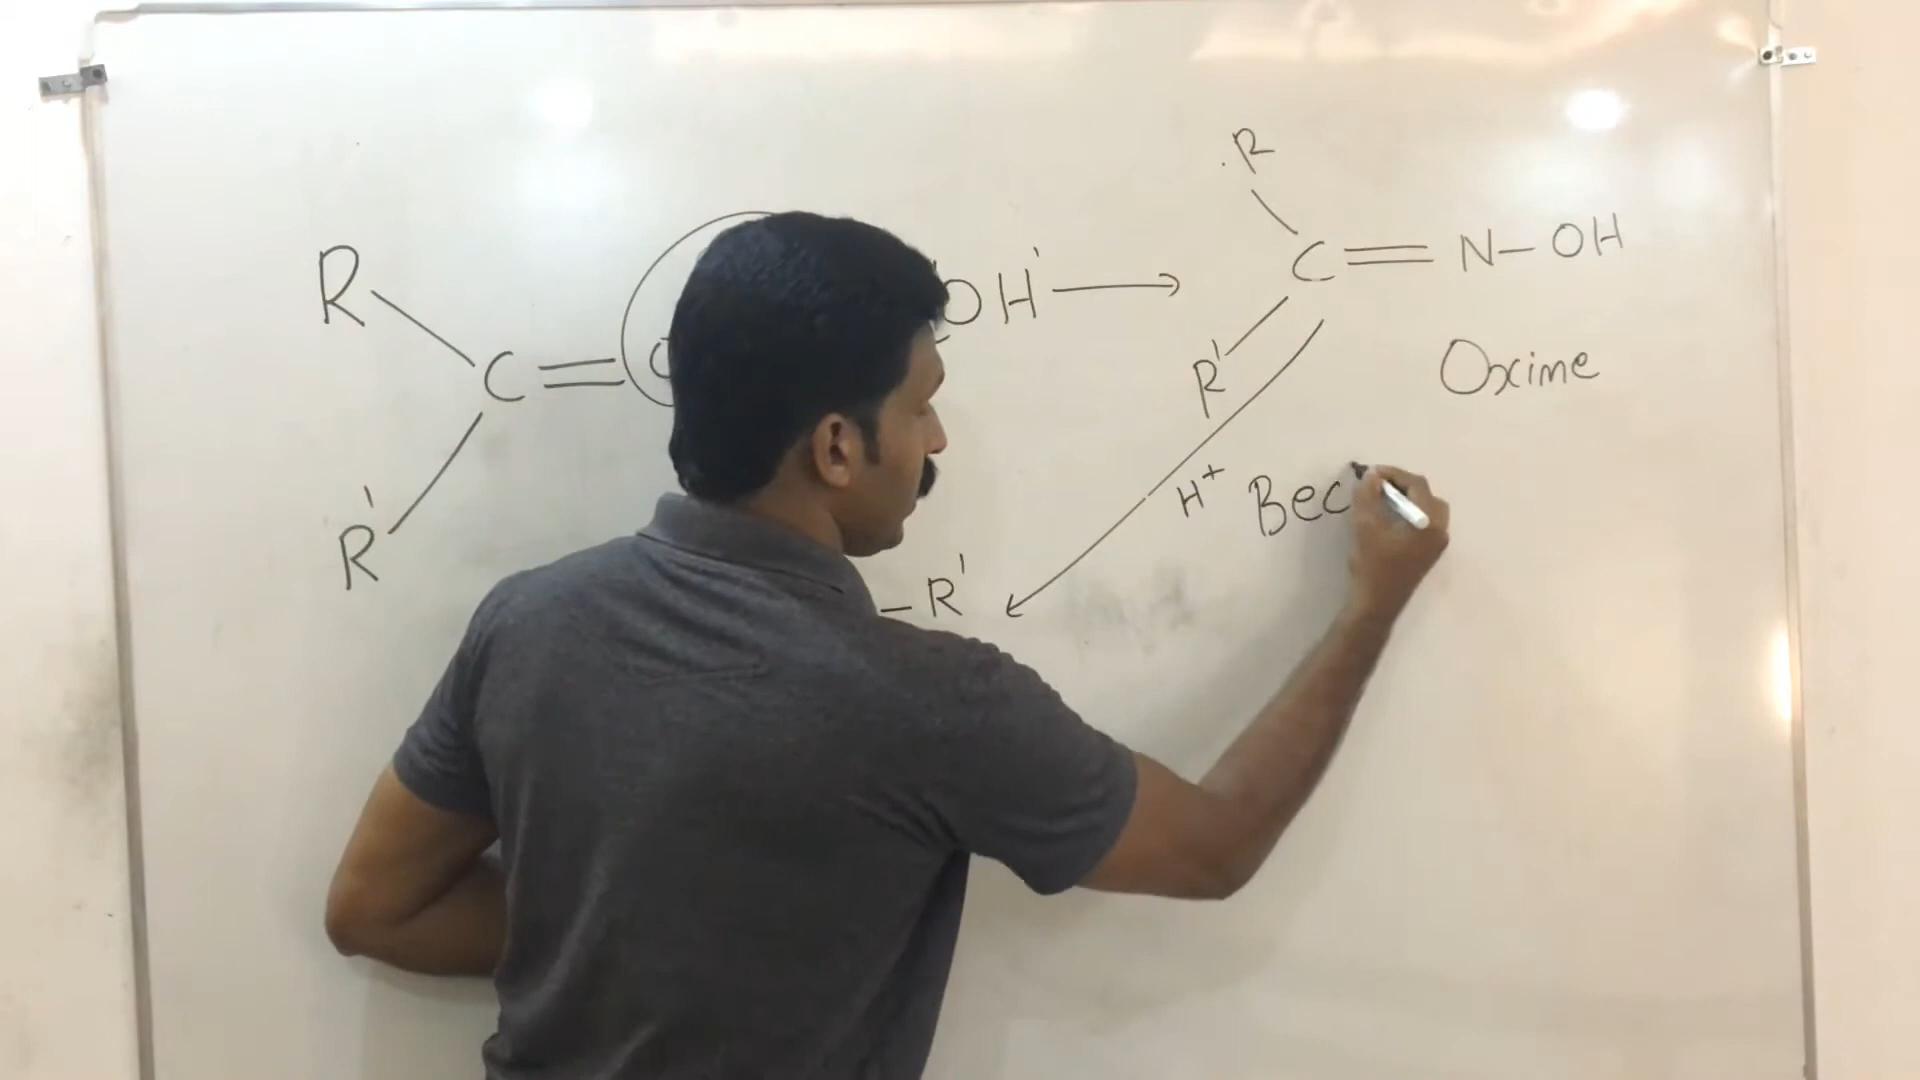 R
R
C = N-OH
OH →
C =
R'
Oxime
H+ Bec
R'
-R'